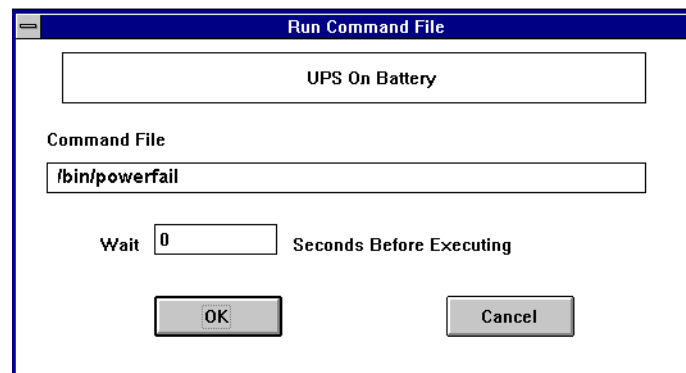 Run Command File
UPS On Battery
Command File
/bin/powerfail
Wait 0 Seconds Before Executing
OK Cancel